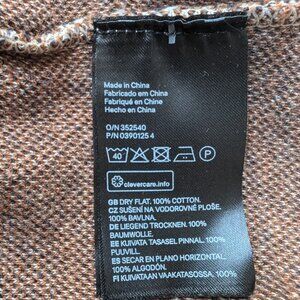 Made in China
Fabricado em China
Fabriqué en China
Hecho en China
O/N 352540
P/N 0390125 4
40 P
clevercare.info
GB DRY FLAT. 100% COTTON.
CZ SUŠENÍ NA VODOROVNÉ PLOŠE.
100% BAVLNA.
DE LIEGEND TROCKNEN. 100%
BAUMWOLLE.
EE KUIVATA TASASEL PINNAL. 100%
PUUVILL.
ES SECAR EN PLANO HORIZONTAL.
100% ALGODÓN.
FI KUIVATAAN VAAKATASOSSA. 100%